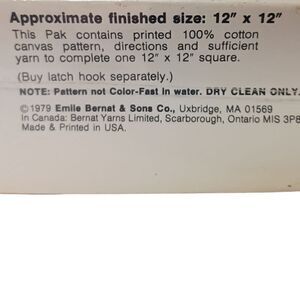 Approximate finished size: 12" x 12"
This Pak contains printed 100% cotton
canvas pattern, directions and sufficient
yarn to complete one 12" x 12" square.
(Buy latch hook separately.)
NOTE: Pattern not Color-Fast in water. DRY CLEAN ONLY.
©1979 Emile Bernat & Sons Co., Uxbridge, MA 01569
In Canada: Bernat Yarns Limited, Scarborough, Ontario MIS 3P8
Made & Printed in USA.